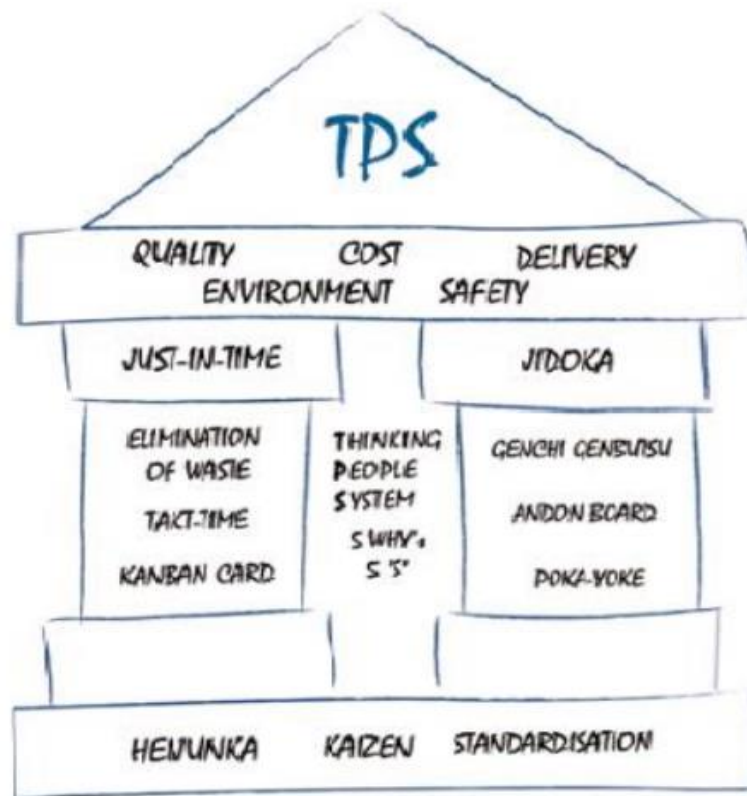 TPS
QUALITY COST DELIVERY
ENVIRONMENT SAFETY
JUST-IN-TIME
JIDOKA
ELIMINATION
OF WASTE
TAKT-TIME
KANBAN CARD
THINKING
PEOPLE
SYSTEM
5 WHY's
5 S'
GENCHI GENBUTSU
ANDON BOARD
POKA-YOKE
HEIJUNKA KAIZEN STANDARDISATION